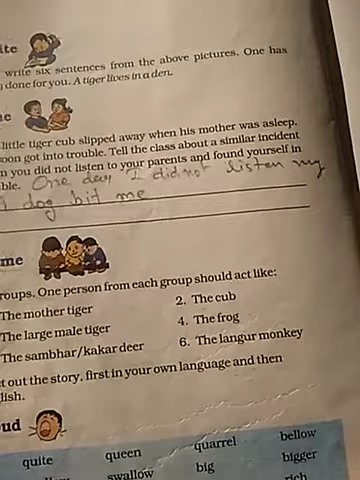 ite
write six sentences from the above pictures. One has
done for you. A tiger lives in a den.
little tiger cub slipped away when his mother was asleep.
oon got into trouble. Tell the class about a similar incident
n you did not listen to your parents and found yourself in
ble. One day I did not listen my
dog bit me
me
roups. One person from each group should act like:
The mother tiger 2. The cub
The large male tiger 4. The frog
The sambhar/kakar deer 6. The langur monkey
t out the story, first in your own language and then
lish.
ud
quite queen quarrel bellow
swallow big bigger
rich